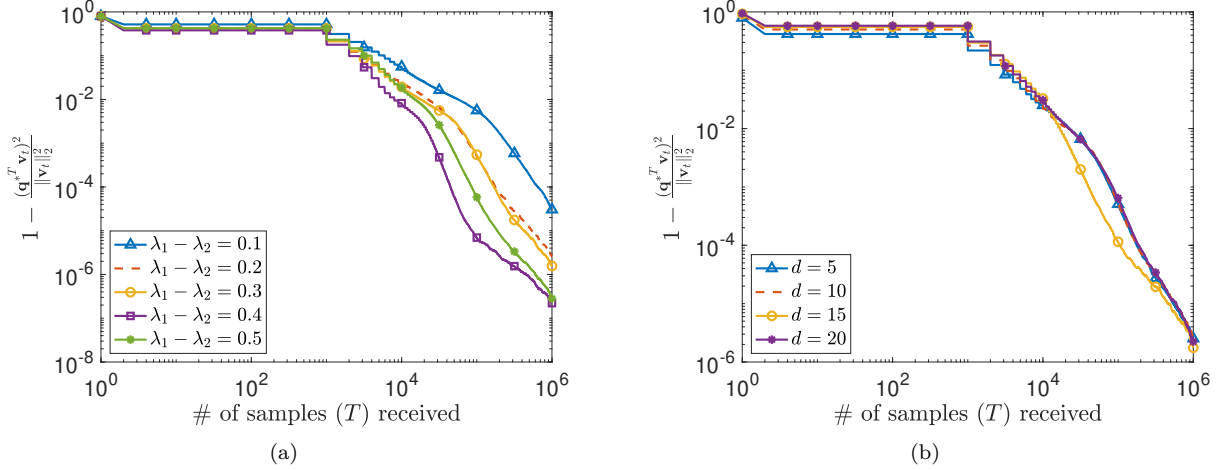 10^0
10^-2
10^-4
10^-6
10^-8
1 − (q*^T v_t)^2 / ‖v_t‖_2^2
λ1 − λ2 = 0.1
λ1 − λ2 = 0.2
λ1 − λ2 = 0.3
λ1 − λ2 = 0.4
λ1 − λ2 = 0.5
10^0 10^2 10^4 10^6
# of samples (T) received
(a)
10^0
10^-2
10^-4
10^-6
1 − (q*^T v_t)^2 / ‖v_t‖_2^2
d = 5
d = 10
d = 15
d = 20
10^0 10^2 10^4 10^6
# of samples (T) received
(b)